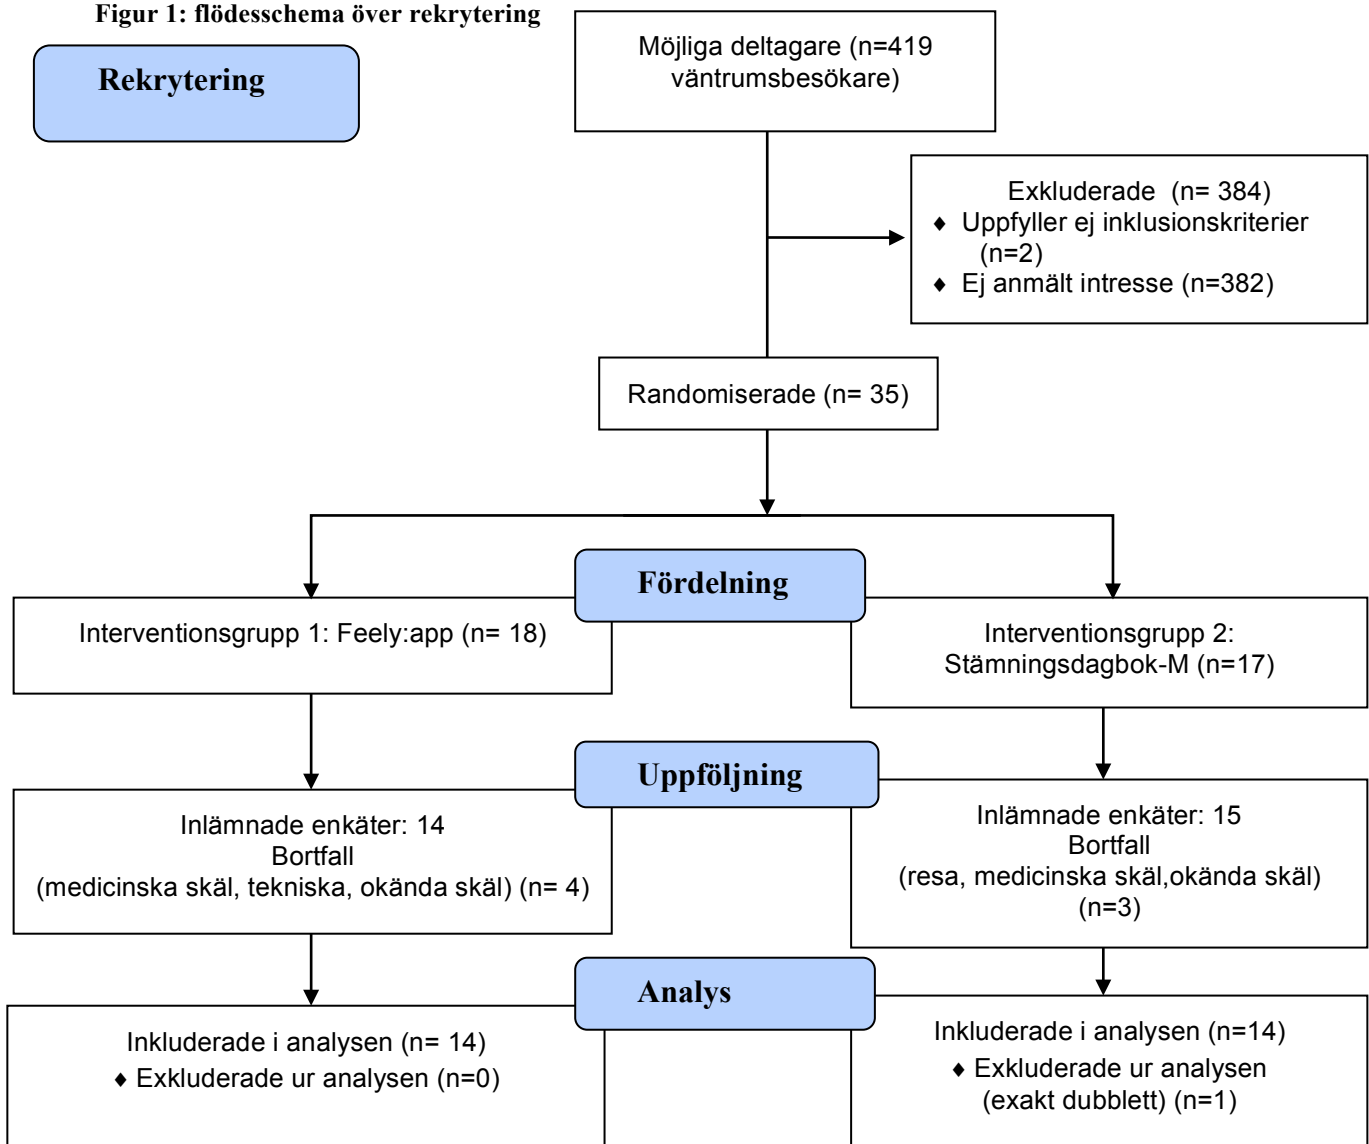 Figur 1: flödesschema över rekrytering
Rekrytering
Möjliga deltagare (n=419
väntrumsbesökare)
Exkluderade  (n= 384)
♦ Uppfyller ej inklusionskriterier
(n=2)
♦ Ej anmält intresse (n=382)
Randomiserade (n= 35)
Fördelning
Interventionsgrupp 1: Feely:app (n= 18)
Interventionsgrupp 2:
Stämningsdagbok-M (n=17)
Uppföljning
Inlämnade enkäter: 14
Bortfall
(medicinska skäl, tekniska, okända skäl) (n= 4)
Inlämnade enkäter: 15
Bortfall
(resa, medicinska skäl,okända skäl)
(n=3)
Analys
Inkluderade i analysen (n= 14)
♦ Exkluderade ur analysen (n=0)
Inkluderade i analysen (n=14)
♦ Exkluderade ur analysen
(exakt dubblett) (n=1)